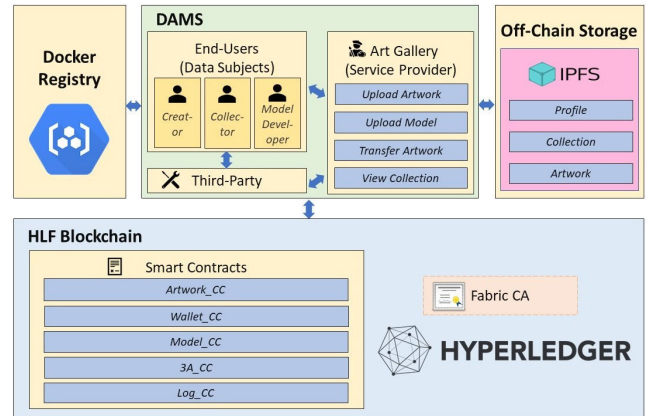 Docker
Registry
DAMS
End-Users
(Data Subjects)
Creat-
or
Collec-
tor
Model
Devel-
oper
Third-Party
Art Gallery
(Service Provider)
Upload Artwork
Upload Model
Transfer Artwork
View Collection
Off-Chain Storage
IPFS
Profile
Collection
Artwork
HLF Blockchain
Smart Contracts
Artwork_CC
Wallet_CC
Model_CC
3A_CC
Log_CC
Fabric CA
HYPERLEDGER